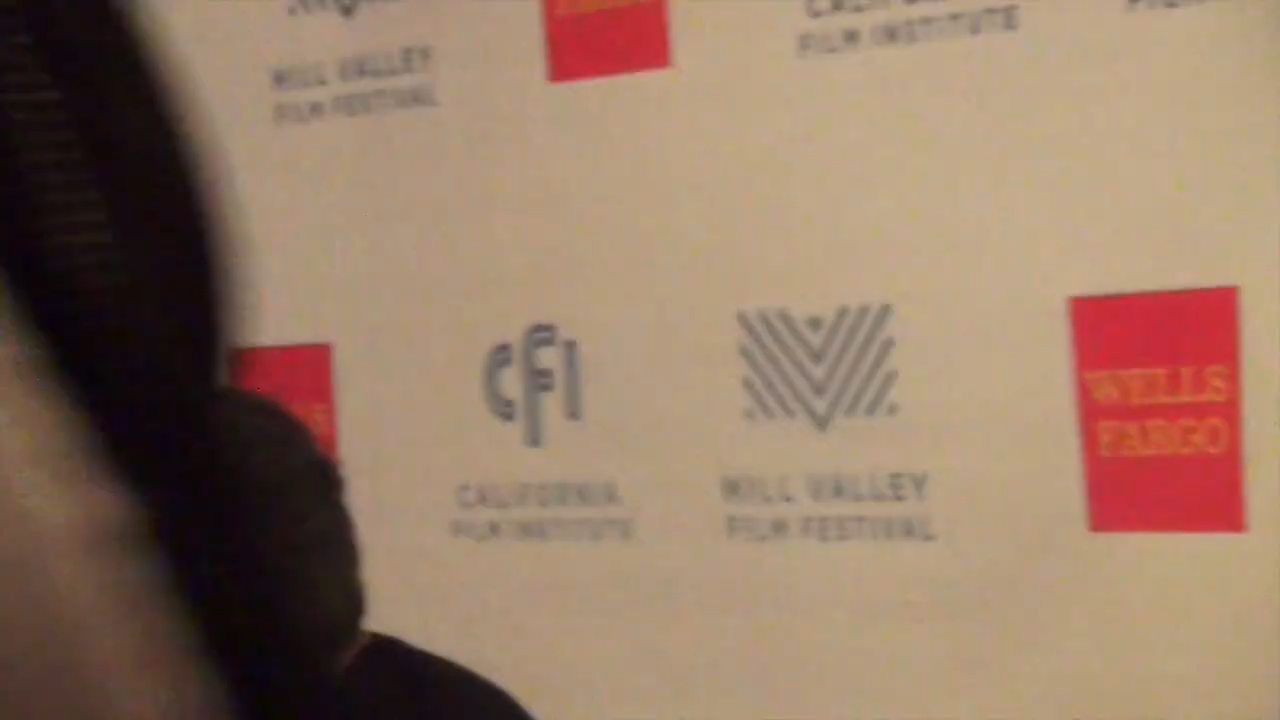 MILL VALLEY
FILM FESTIVAL
FILM INSTITUTE
CFI
CALIFORNIA
FILM INSTITUTE
MILL VALLEY
FILM FESTIVAL
WELLS
FARGO